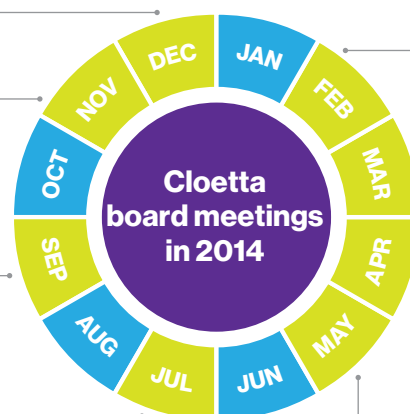 JAN
FEB
MAR
APR
MAY
JUN
JUL
AUG
SEP
OCT
NOV
DEC
Cloetta
board meetings
in 2014